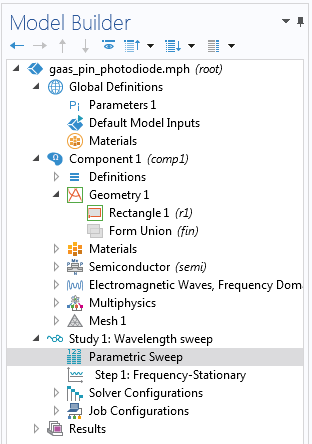 Model Builder
gaas_pin_photodiode.mph (root)
Global Definitions
Pi Parameters 1
Default Model Inputs
Materials
Component 1 (comp1)
Definitions
Geometry 1
Rectangle 1 (r1)
Form Union (fin)
Materials
Semiconductor (semi)
Electromagnetic Waves, Frequency Doma
Multiphysics
Mesh 1
Study 1: Wavelength sweep
Parametric Sweep
Step 1: Frequency-Stationary
Solver Configurations
Job Configurations
Results